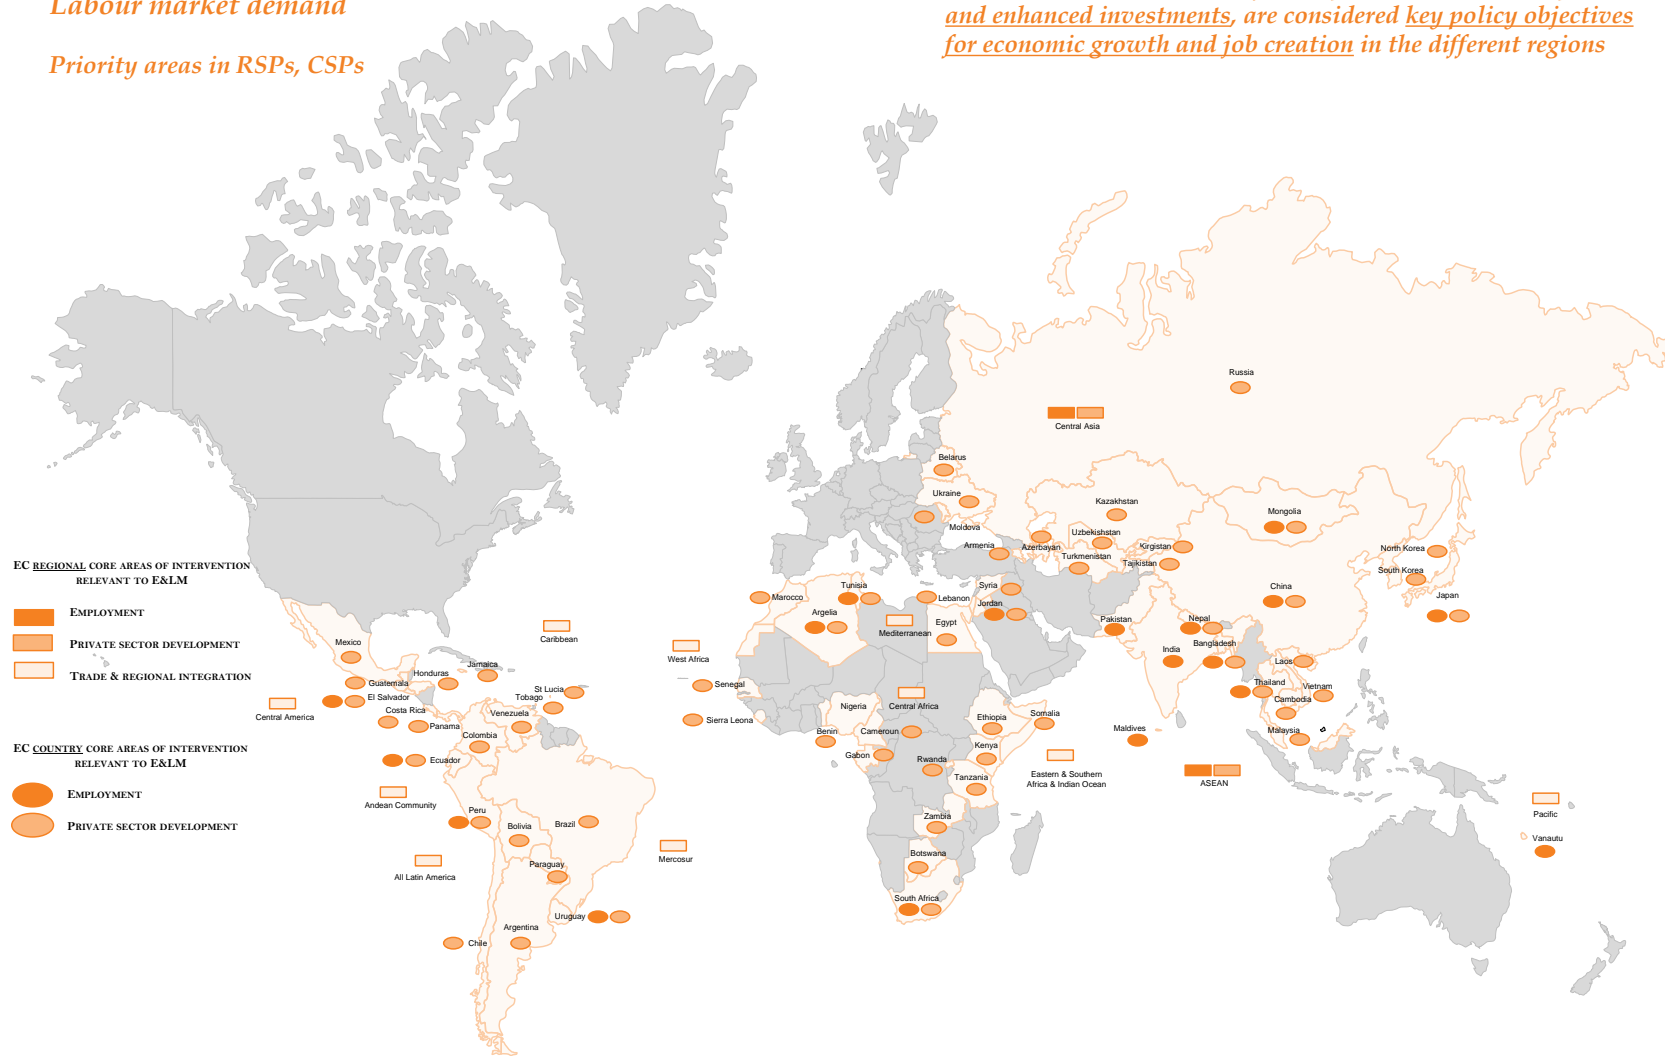 Labour market demand
Priority areas in RSPs, CSPs
and enhanced investments, are considered key policy objectives
for economic growth and job creation in the different regions
Russia
Central Asia
Belarus
Ukraine
Kazakhstan
Mongolia
Moldova
Uzbekishstan
Armenia
Azerbayan
Kirgistan
North Korea
Turkmenistan
Tajikistan
EC REGIONAL CORE AREAS OF INTERVENTION
RELEVANT TO E&LM
EMPLOYMENT
PRIVATE SECTOR DEVELOPMENT
TRADE & REGIONAL INTEGRATION
South Korea
Tunisia
Syria
China
Japan
Marocco
Lebanon
Jordan
Argelia
Egypt
Mediterranean
Pakistan
Nepal
Caribbean
Bangladesh
Mexico
West Africa
India
Laos
Jamaica
Honduras
Guatemala
Senegal
Thailand
Vietnam
St Lucia
El Salvador
Tobago
Cambodia
Central America
Costa Rica
Venezuela
Nigeria
Central Africa
Sierra Leona
Ethiopia
Somalia
Panama
Colombia
Benin
Cameroun
Maldives
Malaysia
EC COUNTRY CORE AREAS OF INTERVENTION
RELEVANT TO E&LM
EMPLOYMENT
PRIVATE SECTOR DEVELOPMENT
Ecuador
Gabon
Kenya
Rwanda
Tanzania
Eastern & Southern
Africa & Indian Ocean
ASEAN
Andean Community
Peru
Bolivia
Brazil
Zambia
Pacific
Vanautu
Mercosur
Botswana
Paraguay
All Latin America
South Africa
Uruguay
Argentina
Chile